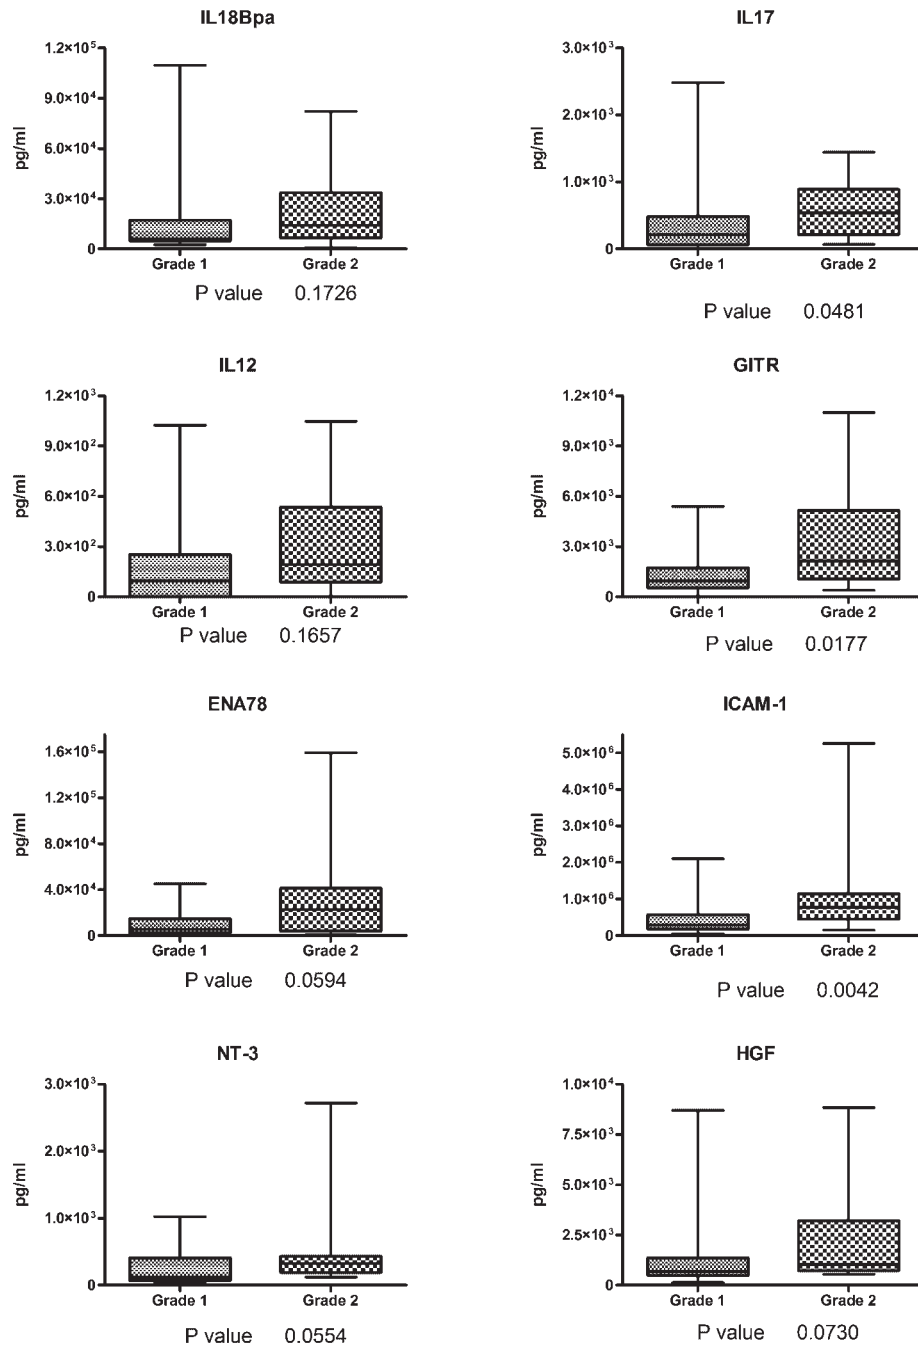 IL18Bpa
1.2×10⁵
9.0×10⁴
6.0×10⁴
3.0×10⁴
0
pg/ml
Grade 1 Grade 2
P value 0.1726
IL17
3.0×10³
2.0×10³
1.0×10³
0
pg/ml
Grade 1 Grade 2
P value 0.0481
IL12
1.2×10³
9.0×10²
6.0×10²
3.0×10²
0
pg/ml
Grade 1 Grade 2
P value 0.1657
GITR
1.2×10⁴
9.0×10³
6.0×10³
3.0×10³
0
pg/ml
Grade 1 Grade 2
P value 0.0177
ENA78
1.6×10⁵
1.2×10⁵
8.0×10⁴
4.0×10⁴
0
pg/ml
Grade 1 Grade 2
P value 0.0594
ICAM-1
5.0×10⁶
4.0×10⁶
3.0×10⁶
2.0×10⁶
1.0×10⁶
0
pg/ml
Grade 1 Grade 2
P value 0.0042
NT-3
3.0×10³
2.0×10³
1.0×10³
0
pg/ml
Grade 1 Grade 2
P value 0.0554
HGF
1.0×10⁴
7.5×10³
5.0×10³
2.5×10³
0
pg/ml
Grade 1 Grade 2
P value 0.0730